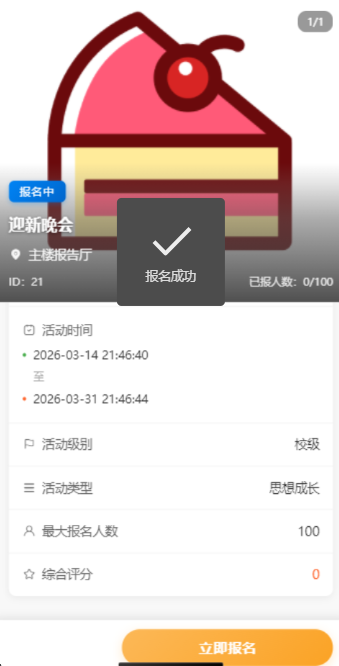 1/1
报名中
迎新晚会
主楼报告厅
ID: 21
已报人数: 0/100
报名成功
活动时间
2026-03-14 21:46:40
至
2026-03-31 21:46:44
活动级别 校级
活动类型 思想成长
最大报名人数 100
综合评分 0
立即报名